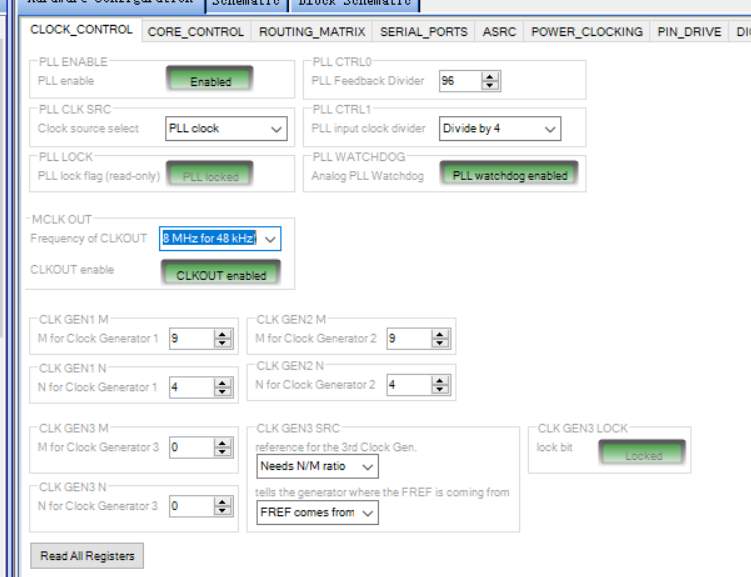 Hardware Configuration Schematic Block Schematic
CLOCK_CONTROL CORE_CONTROL ROUTING_MATRIX SERIAL_PORTS ASRC POWER_CLOCKING PIN_DRIVE
PLL ENABLE
PLL enable Enabled
PLL CTRL0
PLL Feedback Divider 96
PLL CLK SRC
Clock source select PLL clock
PLL CTRL1
PLL input clock divider Divide by 4
PLL LOCK
PLL lock flag (read-only) PLL locked
PLL WATCHDOG
Analog PLL Watchdog PLL watchdog enabled
MCLK OUT
Frequency of CLKOUT 8 MHz for 48 kHz)
CLKOUT enable CLKOUT enabled
CLK GEN1 M
M for Clock Generator 1 9
CLK GEN2 M
M for Clock Generator 2 9
CLK GEN1 N
N for Clock Generator 1 4
CLK GEN2 N
N for Clock Generator 2 4
CLK GEN3 M
M for Clock Generator 3 0
CLK GEN3 SRC
reference for the 3rd Clock Gen.
Needs N/M ratio
CLK GEN3 LOCK
lock bit Locked
CLK GEN3 N
N for Clock Generator 3 0
tells the generator where the FREF is coming from
FREF comes from
Read All Registers